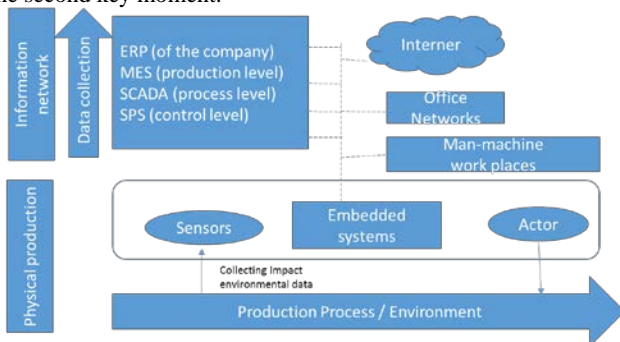 the second key moment.
Information
network
Data collection
ERP (of the company)
MES (production level)
SCADA (process level)
SPS (control level)
Interner
Office
Networks
Man-machine
work places
Physical production
Sensors
Embedded
systems
Actor
Collecting Impact
environmental data
Production Process / Environment